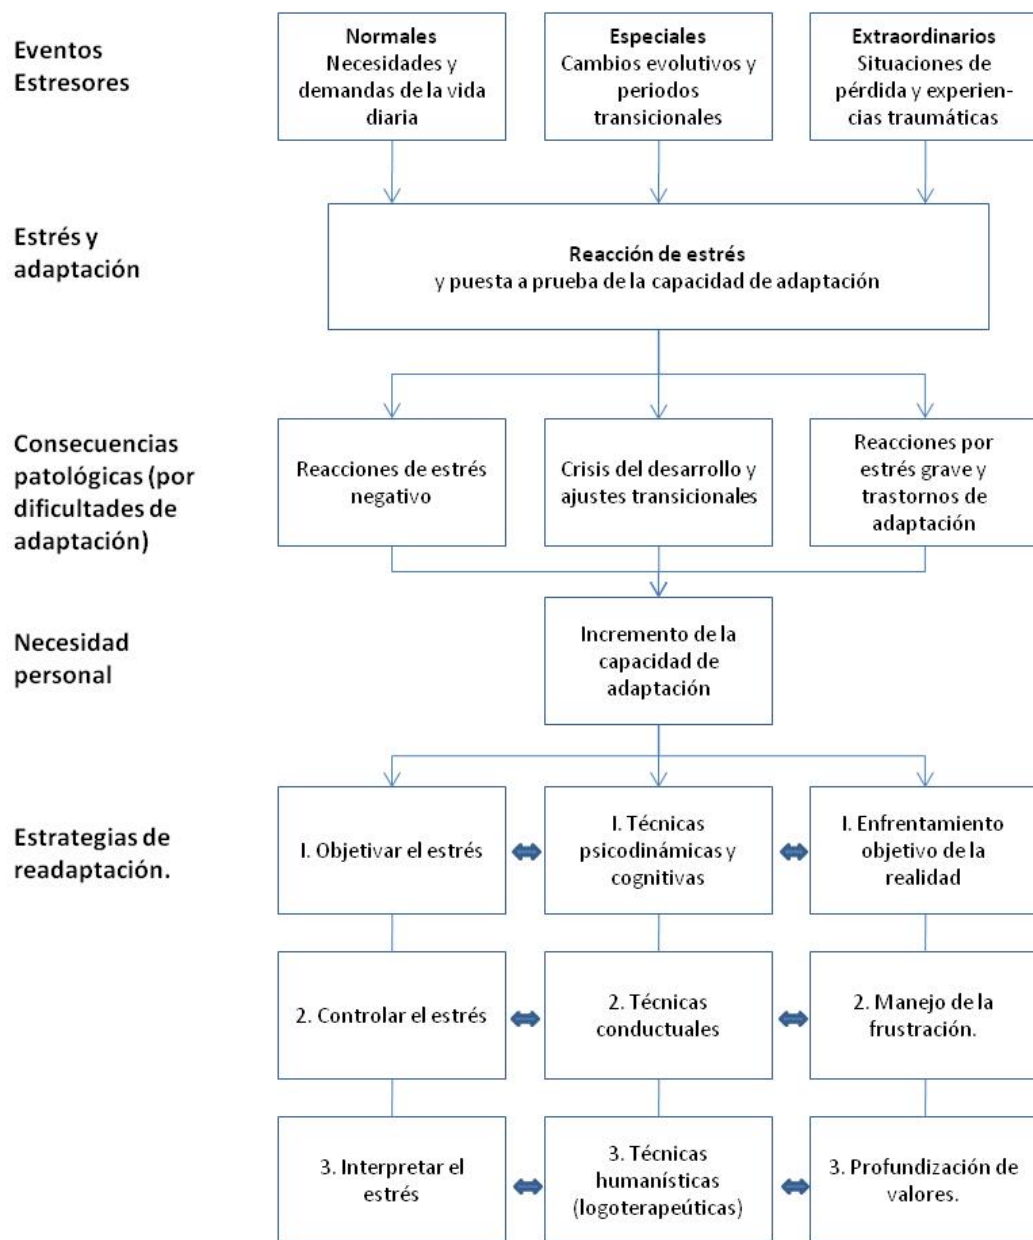 Eventos
Estresores
Normales
Necesidades y
demandas de la vida
diaria
Especiales
Cambios evolutivos y
periodos
transicionales
Extraordinarios
Situaciones de
pérdida y experien-
cias traumáticas
Estrés y
adaptación
Reacción de estrés
y puesta a prueba de la capacidad de adaptación
Consecuencias
patológicas (por
dificultades de
adaptación)
Reacciones de estrés
negativo
Crisis del desarrollo y
ajustes transicionales
Reacciones por
estrés grave y
trastornos de
adaptación
Necesidad
personal
Incremento de la
capacidad de
adaptación
Estrategias de
readaptación.
1. Objetivar el estrés
1. Técnicas
psicodinámicas y
cognitivas
1. Enfrentamiento
objetivo de la
realidad
2. Controlar el estrés
2. Técnicas
conductuales
2. Manejo de la
frustración.
3. Interpretar el
estrés
3. Técnicas
humanísticas
(logoterapeúticas)
3. Profundización de
valores.